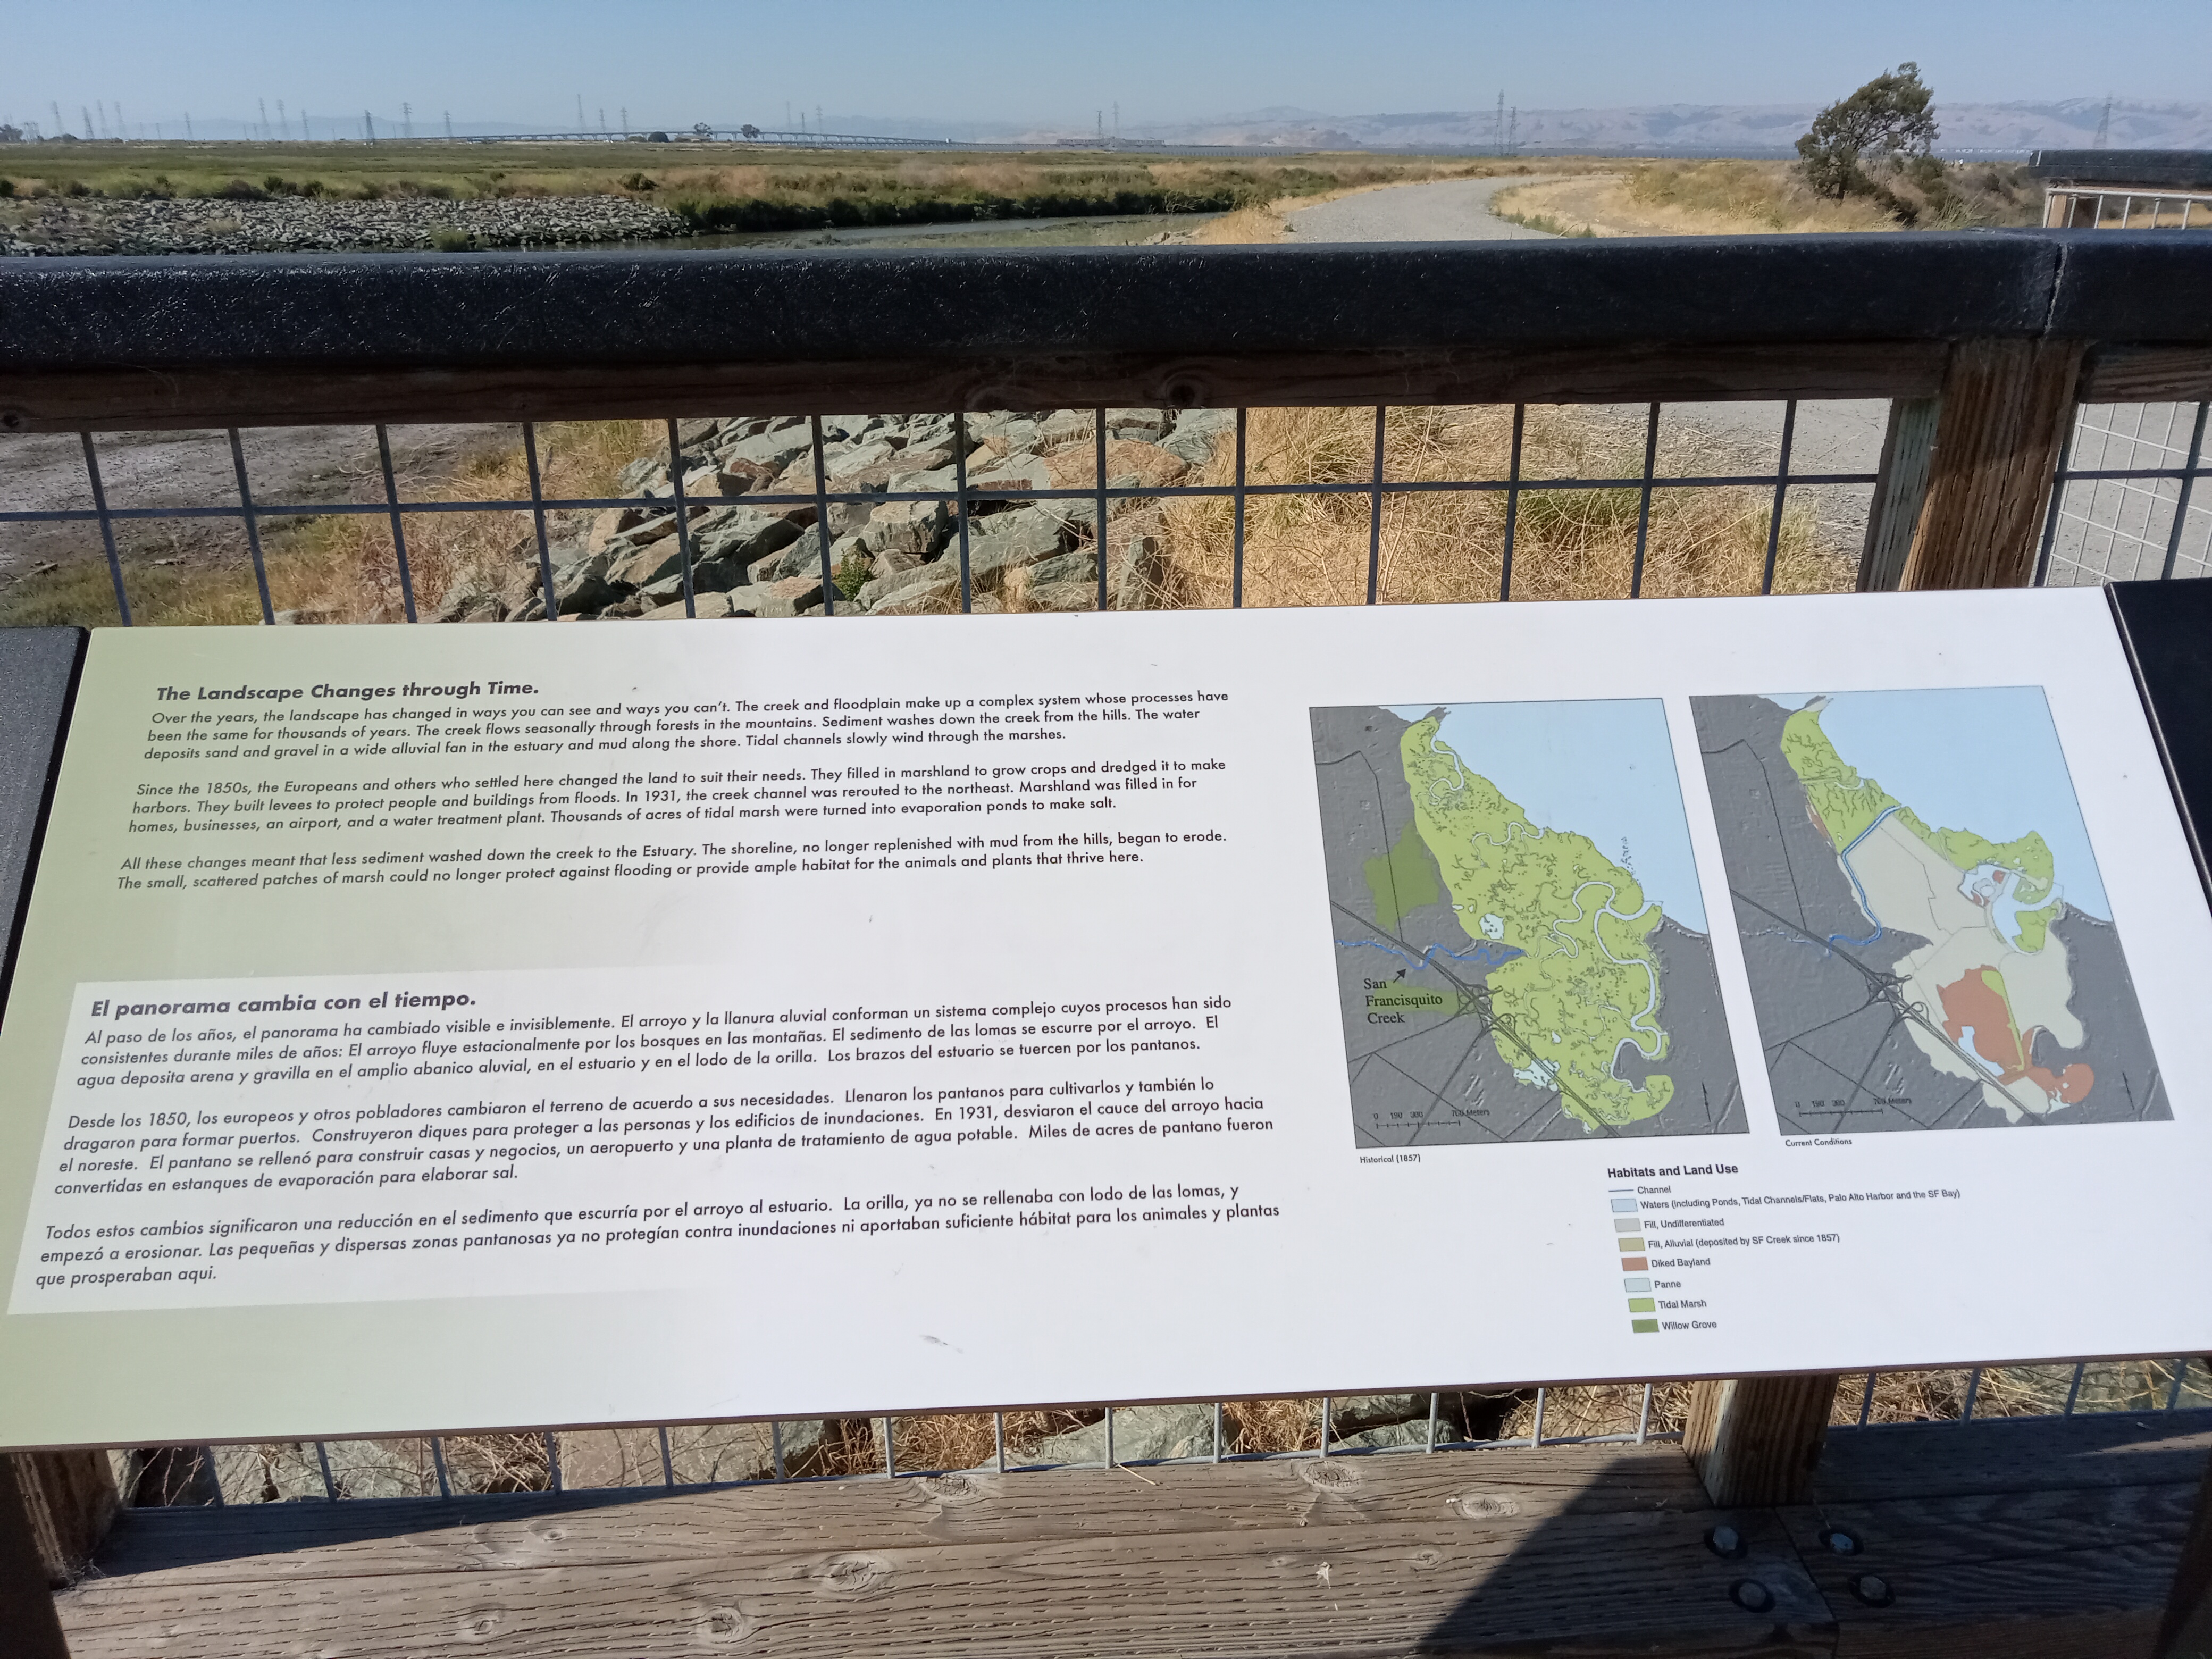 The Landscape Changes through Time.
Over the years, the landscape has changed in ways you can see and ways you can't. The creek and floodplain make up a complex system whose processes have
been the same for thousands of years. The creek flows seasonally through forests in the mountains. Sediment washes down the creek from the hills. The water
deposits sand and gravel in a wide alluvial fan in the estuary and mud along the shore. Tidal channels slowly wind through the marshes.
Since the 1850s, the Europeans and others who settled here changed the land to suit their needs. They filled in marshland to grow crops and dredged it to make
harbors. They built levees to protect people and buildings from floods. In 1931, the creek channel was rerouted to the northeast. Marshland was filled in for
homes, businesses, an airport, and a water treatment plant. Thousands of acres of tidal marsh were turned into evaporation ponds to make salt.
All these changes meant that less sediment washed down the creek to the Estuary. The shoreline, no longer replenished with mud from the hills, began to erode.
The small, scattered patches of marsh could no longer protect against flooding or provide ample habitat for the animals and plants that thrive here.
El panorama cambia con el tiempo.
Al paso de los años, el panorama ha cambiado visible e invisiblemente. El arroyo y la llanura aluvial conforman un sistema complejo cuyos procesos han sido
consistentes durante miles de años: El arroyo fluye estacionalmente por los bosques en las montañas. El sedimento de las lomas se escurre por el arroyo. El
agua deposita arena y gravilla en el amplio abanico aluvial, en el estuario y en el lodo de la orilla. Los brazos del estuario se tuercen por los pantanos.
Desde los 1850, los europeos y otros pobladores cambiaron el terreno de acuerdo a sus necesidades. Llenaron los pantanos para cultivarlos y también lo
dragaron para formar puertos. Construyeron diques para proteger a las personas y los edificios de inundaciones. En 1931, desviaron el cauce del arroyo hacia
el noreste. El pantano se rellenó para construir casas y negocios, un aeropuerto y una planta de tratamiento de agua potable. Miles de acres de pantano fueron
convertidas en estanques de evaporación para elaborar sal.
Todos estos cambios significaron una reducción en el sedimento que escurría por el arroyo al estuario. La orilla, ya no se rellenaba con lodo de las lomas, y
empezó a erosionar. Las pequeñas y dispersas zonas pantanosas ya no protegían contra inundaciones ni aportaban suficiente hábitat para los animales y plantas
que prosperaban aqui.
San
Francisquito
Creek
0 190 380 760 Meters
Historical (1857)
0 190 380 760 Meters
Current Conditions
Habitats and Land Use
Channel
Waters (including Ponds, Tidal Channels/Flats, Palo Alto Harbor and the SF Bay)
Fill, Undifferentiated
Fill, Alluvial (deposited by SF Creek since 1857)
Diked Bayland
Panne
Tidal Marsh
Willow Grove